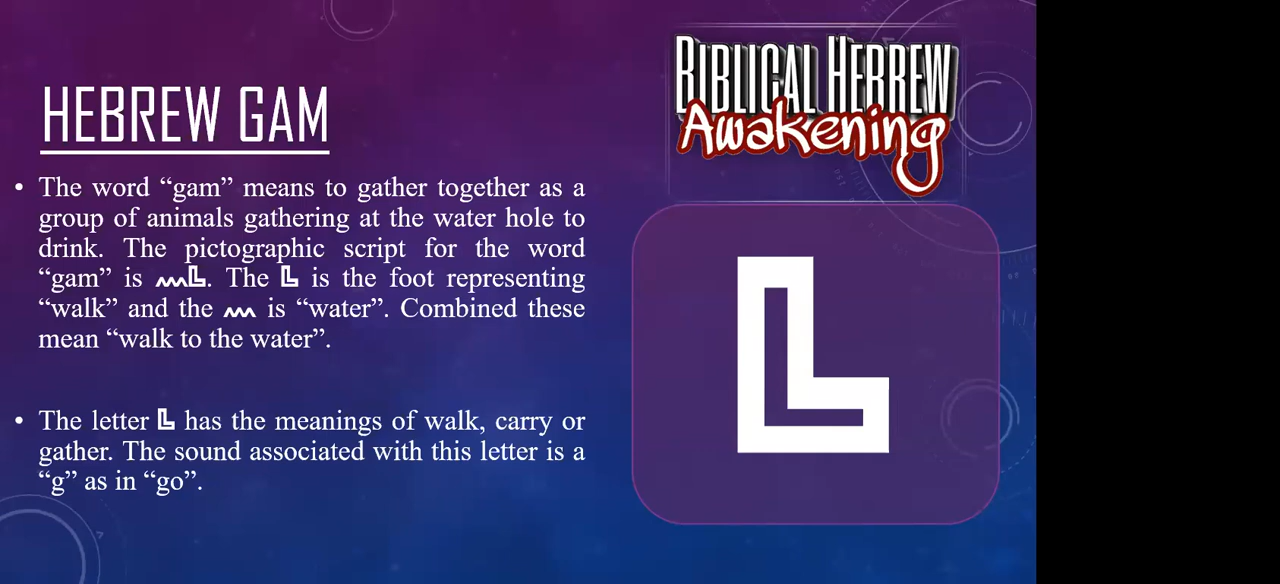 BIBLICAL HEBREW
Awakening
HEBREW GAM
• The word “gam” means to gather together as a
group of animals gathering at the water hole to
drink. The pictographic script for the word
“gam” is . The is the foot representing
“walk” and the is “water”. Combined these
mean “walk to the water”.
• The letter has the meanings of walk, carry or
gather. The sound associated with this letter is a
“g” as in “go”.